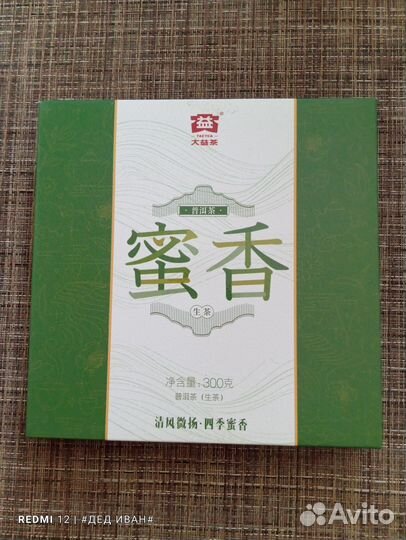 益
TAETEA
大益茶
·普洱茶·
蜜香
生茶
净含量:300克
普洱茶(生茶)
清风微扬·四季蜜香
REDMI 12 | #ДЕД ИВАН#
Avito